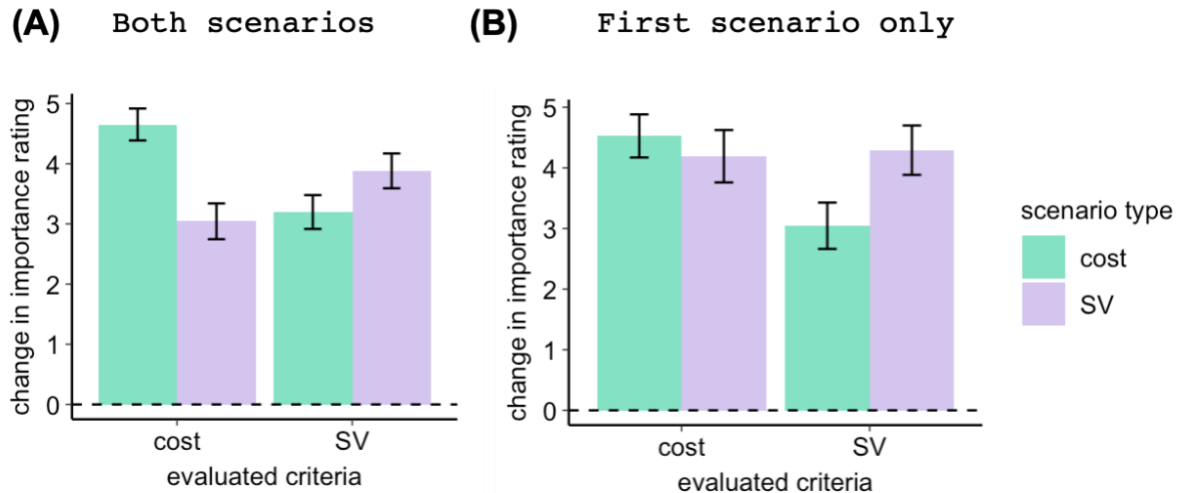 (A) Both scenarios
change in importance rating
5
4
3
2
1
0
cost SV
evaluated criteria
(B) First scenario only
change in importance rating
5
4
3
2
1
0
cost SV
evaluated criteria
scenario type
cost
SV